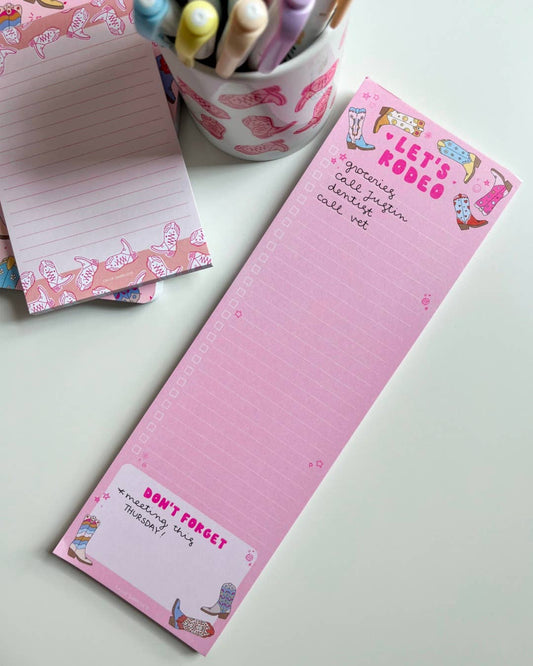 LET'S
RODEO
groceries
call Justin
dentist
call vet
DON'T FORGET
*meeting this
THURSDAY!